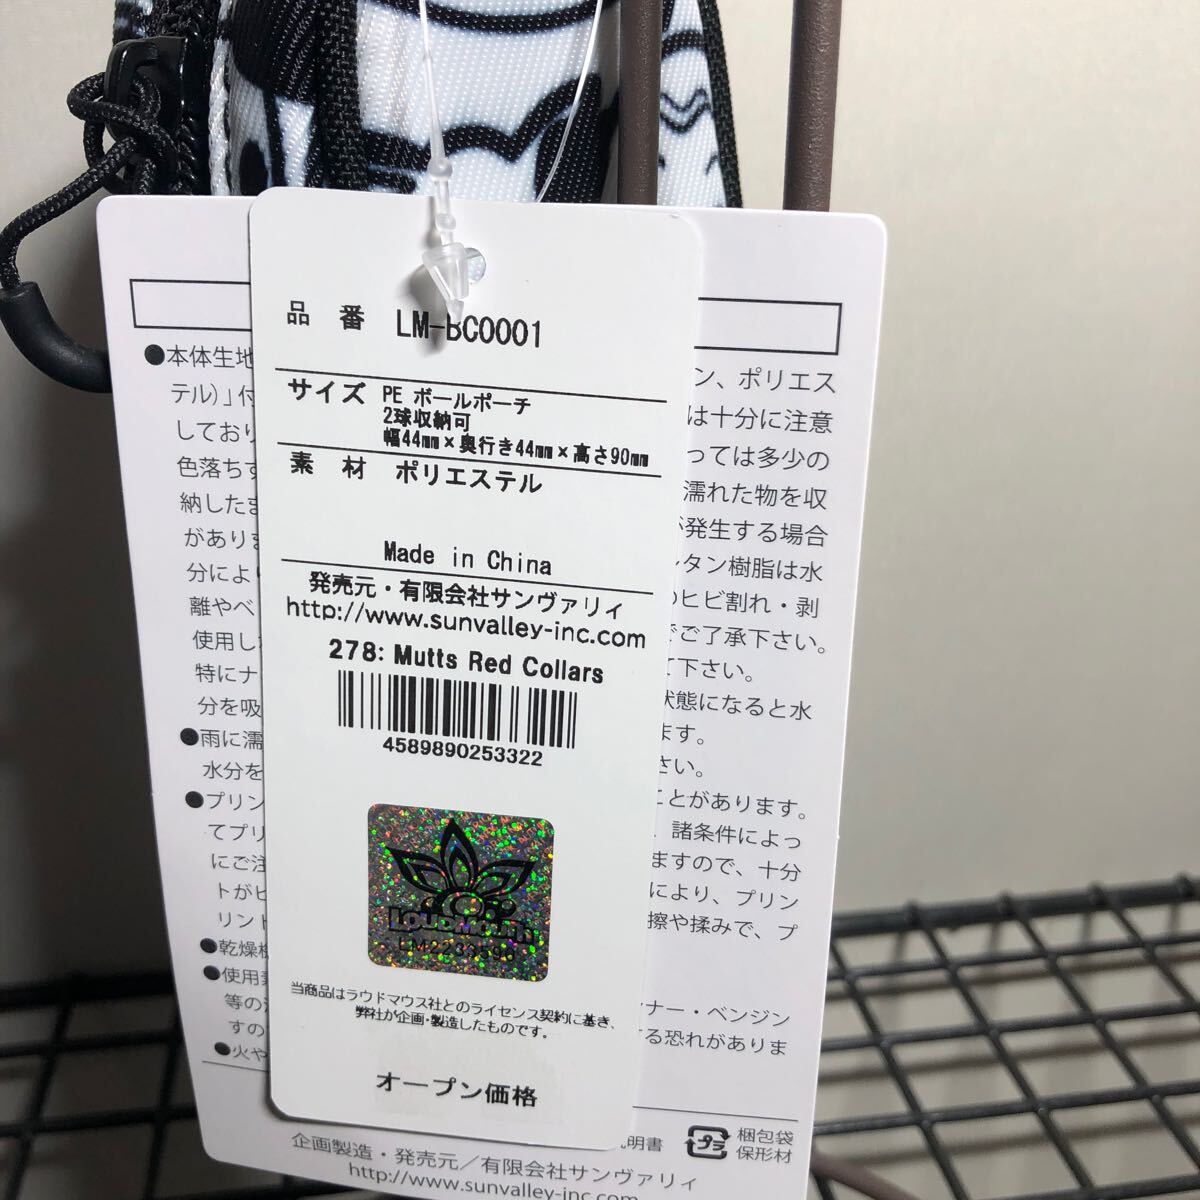 品番 LM-BC0001
サイズ PE ボールポーチ
2球収納可
幅44mm×奥行き44mm×高さ90mm
素材 ポリエステル
Made in China
発売元・有限会社サンヴァリィ
http://www.sunvalley-inc.com
278: Mutts Red Collars
4589890253322
LOUDMOUTH
当商品はラウドマウス社とのライセンス契約に基き、
弊社が企画・製造したものです。
オープン価格
●本体生地
ン、ポリエス
テル)」付
は十分に注意
しており
っては多少の
色落ちす
濡れた物を収
納したま
が発生する場合
がありま
レタン樹脂は水
分により
のヒビ割れ・剥
離やベ
でご了承下さい。
使用し
て下さい。
特にナ
状態になると水
分を吸
ます。
●雨に濡
さい。
水分を
ことがあります。
●プリン
、諸条件によっ
てプリ
ますので、十分
にご注
により、プリン
トがヒ
擦や揉みで、プ
リント
●乾燥機
●使用素
ナー・ベンジン
等の
する恐れがありま
すの
●火や
説明書
プラ
梱包袋
保形材
企画製造・発売元／有限会社サンヴァリィ
http://www.sunvalley-inc.com